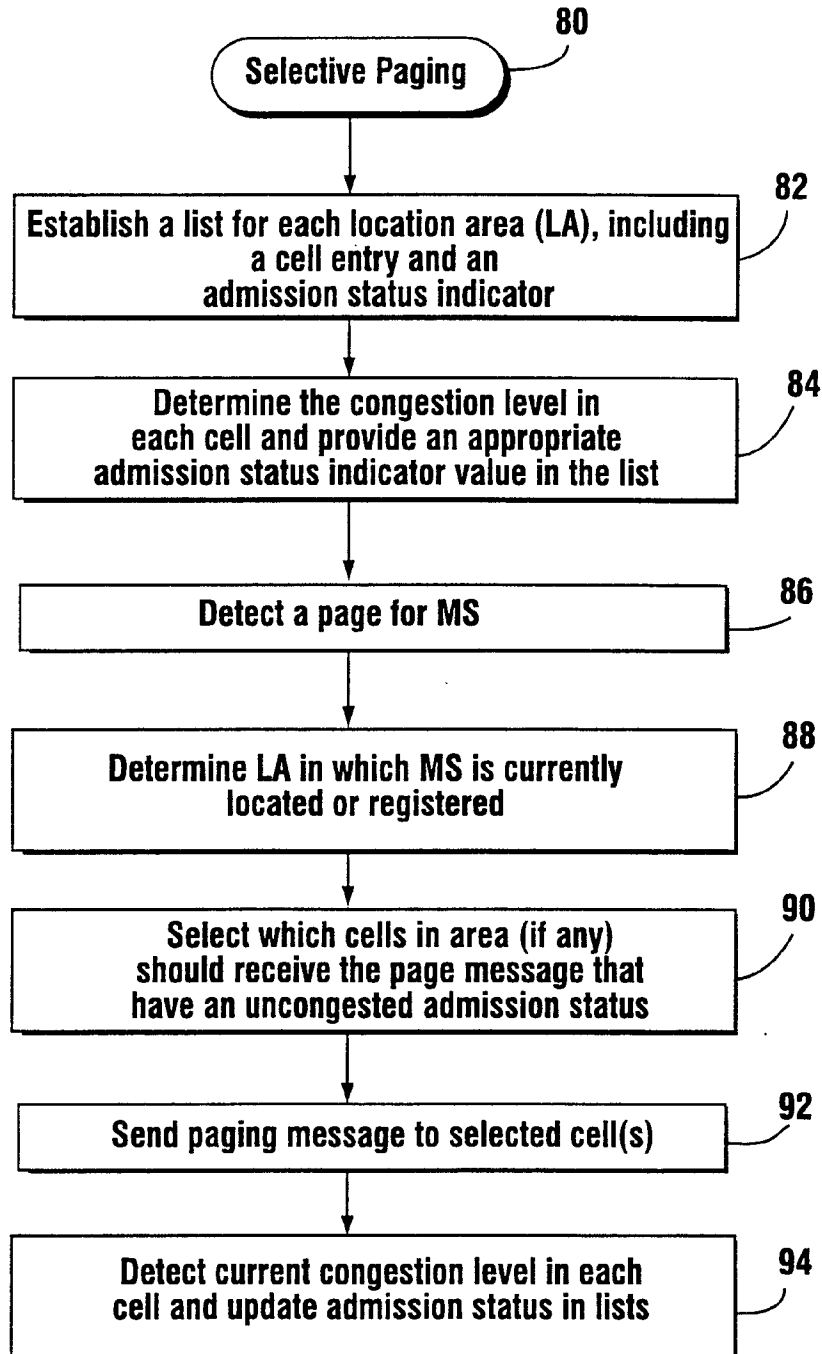 80
Selective Paging
82
Establish a list for each location area (LA), including
a cell entry and an
admission status indicator
84
Determine the congestion level in
each cell and provide an appropriate
admission status indicator value in the list
86
Detect a page for MS
88
Determine LA in which MS is currently
located or registered
90
Select which cells in area (if any)
should receive the page message that
have an uncongested admission status
92
Send paging message to selected cell(s)
94
Detect current congestion level in each
cell and update admission status in lists